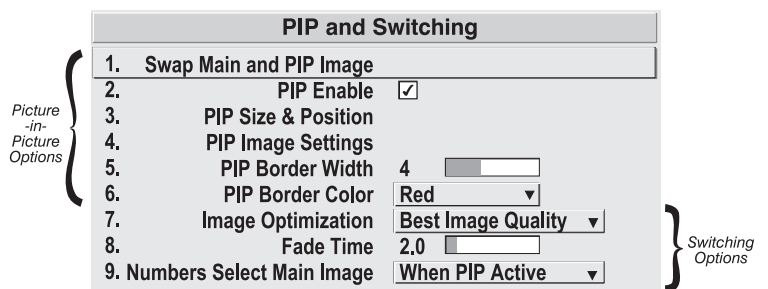 PIP and Switching
1. Swap Main and PIP Image
2. PIP Enable ✓
3. PIP Size & Position
4. PIP Image Settings
5. PIP Border Width 4
6. PIP Border Color Red ▼
7. Image Optimization Best Image Quality ▼
8. Fade Time 2.0
9. Numbers Select Main Image When PIP Active ▼
Picture
-in-
Picture
Options
Switching
Options